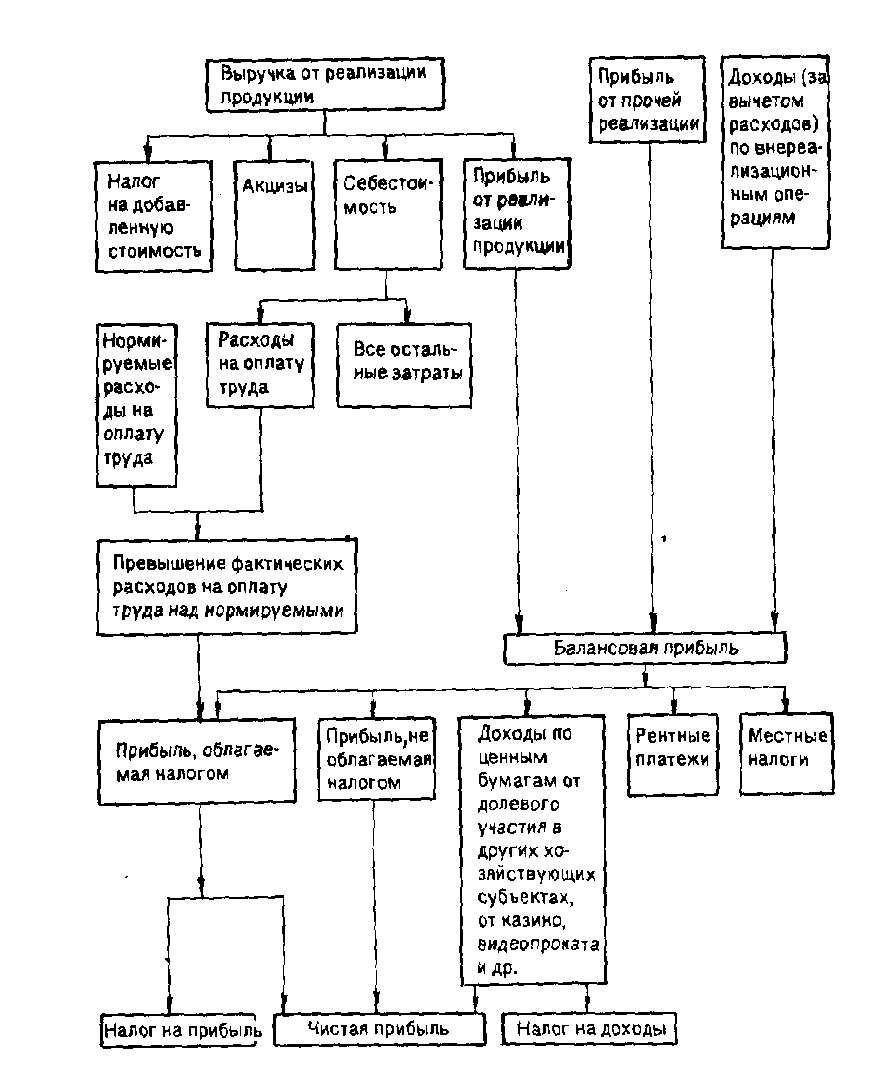 Выручка от реализации
продукции
Прибыль
от прочей
реализации
Доходы (за
вычетом
расходов)
по внереа-
лизацион-
ным опе-
рациям
Налог
на добав-
ленную
стоимость
Акцизы
Себестои-
мость
Прибыль
от реали-
зации
продукции
Норми-
руемые
расхо-
ды на
оплату
труда
Расходы
на оплату
труда
Все осталь-
ные затраты
Превышение фактических
расходов на оплату
труда над нормируемыми
Балансовая прибыль
Прибыль, облагае-
мая налогом
Прибыль, не
облагаемая
налогом
Доходы по
ценным
бумагам от
долевого
участия в
других хо-
зяйствующих
субъектах,
от казино,
видеопроката
и др.
Рентные
платежи
Местные
налоги
Налог на прибыль
Чистая прибыль
Налог на доходы